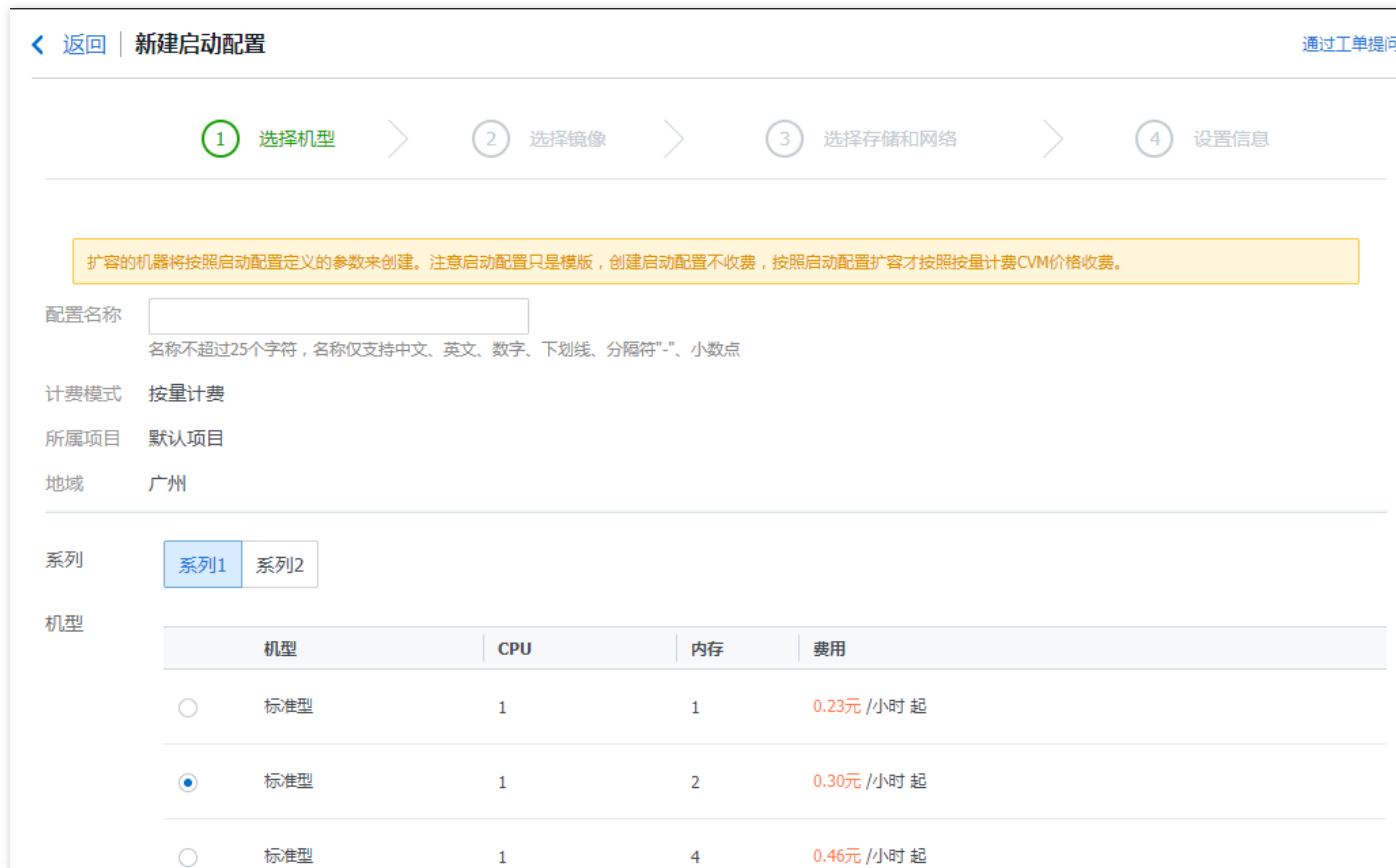 返回 新建启动配置 通过工单提问
1 选择机型 2 选择镜像 3 选择存储和网络 4 设置信息
扩容的机器将按照启动配置定义的参数来创建。注意启动配置只是模版，创建启动配置不收费，按照启动配置扩容才按照按量计费CVM价格收费。
配置名称
名称不超过25个字符，名称仅支持中文、英文、数字、下划线、分隔符"-"、小数点
计费模式 按量计费
所属项目 默认项目
地域 广州
系列 系列1 系列2
机型
机型 CPU 内存 费用
标准型 1 1 0.23元 /小时 起
标准型 1 2 0.30元 /小时 起
标准型 1 4 0.46元 /小时 起